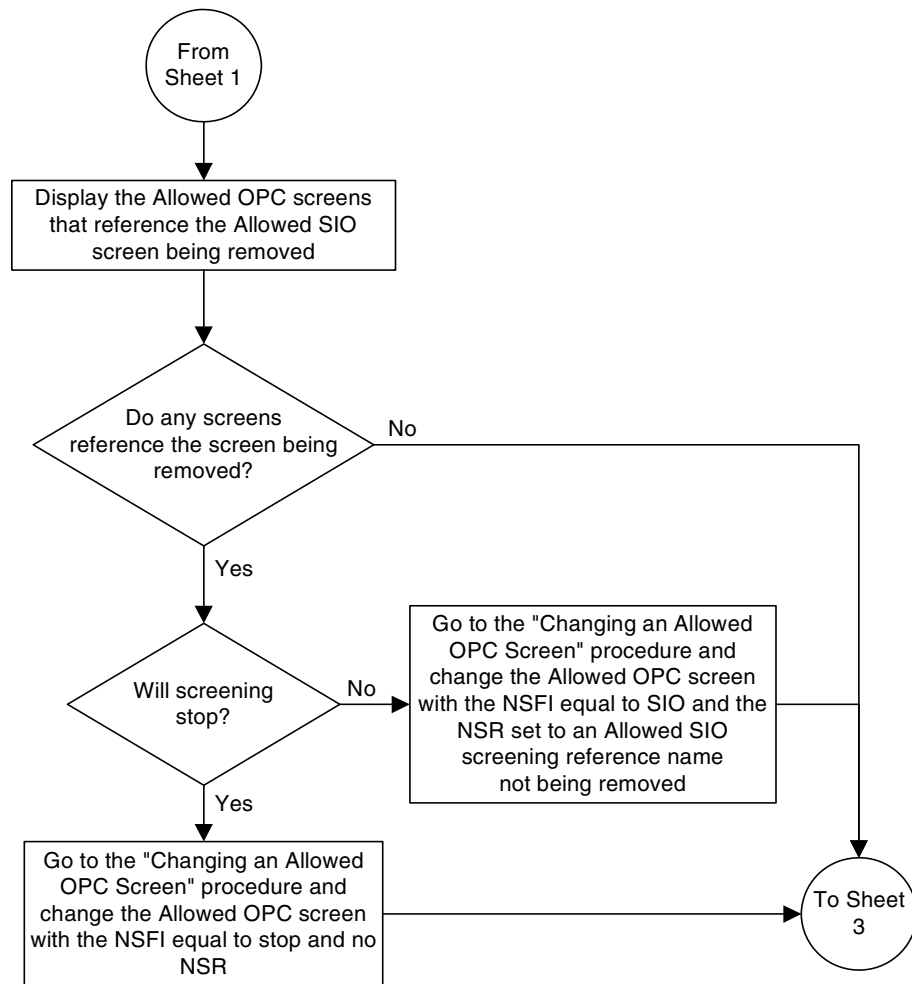 From
Sheet 1
Display the Allowed OPC screens
that reference the Allowed SIO
screen being removed
Do any screens
reference the screen being
removed?
No
Yes
Will screening
stop?
No
Go to the "Changing an Allowed
OPC Screen" procedure and
change the Allowed OPC screen
with the NSFI equal to SIO and the
NSR set to an Allowed SIO
screening reference name
not being removed
Yes
Go to the "Changing an Allowed
OPC Screen" procedure and
change the Allowed OPC screen
with the NSFI equal to stop and no
NSR
To Sheet
3